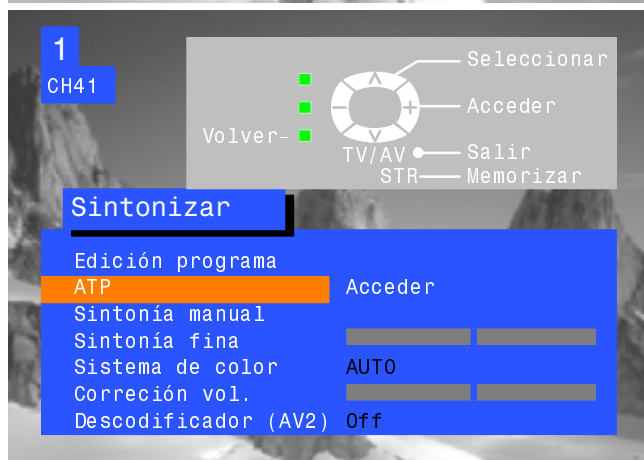 1
CH41
Seleccionar
Acceder
Volver-
TV/AV Salir
STR Memorizar
Sintonizar
Edición programa
ATP Acceder
Sintonía manual
Sintonía fina
Sistema de color AUTO
Correción vol.
Descodificador (AV2) Off